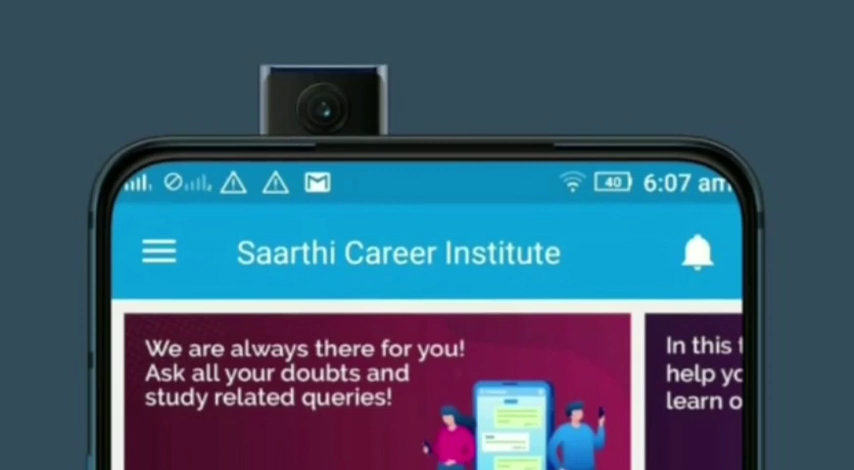 40 6:07 am
Saarthi Career Institute
We are always there for you!
Ask all your doubts and
study related queries!
In this
help yo
learn o